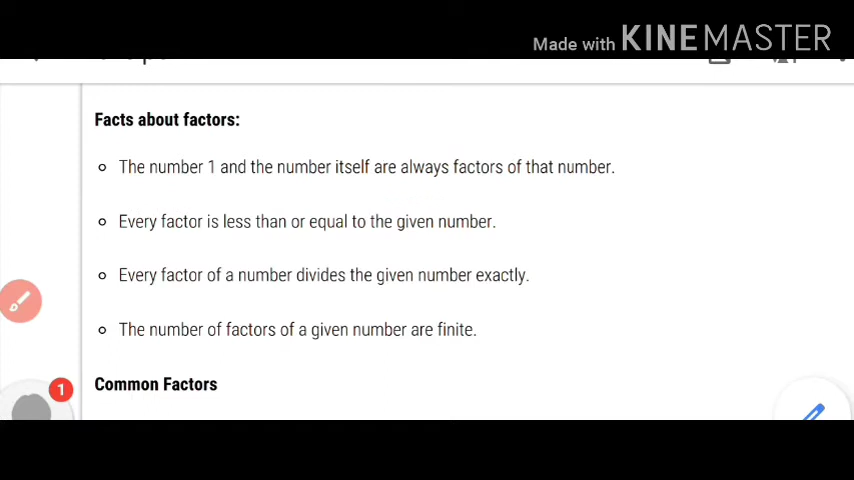 Made with KINEMASTER
Facts about factors:
The number 1 and the number itself are always factors of that number.
Every factor is less than or equal to the given number.
Every factor of a number divides the given number exactly.
The number of factors of a given number are finite.
1
Common Factors